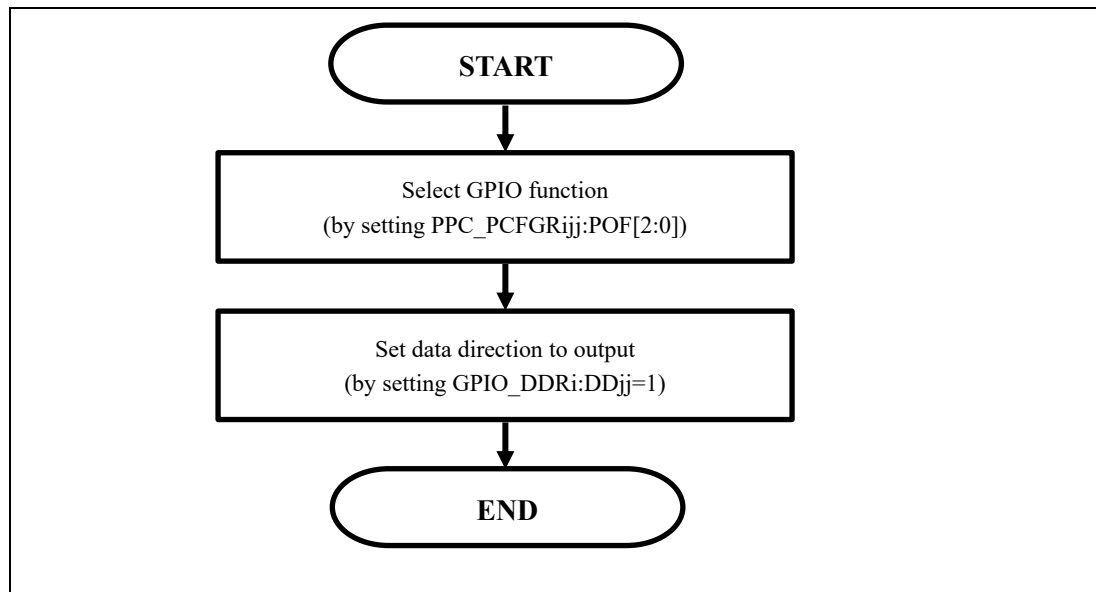 START
Select GPIO function
(by setting PPC_PCFGRijj:POF[2:0])
Set data direction to output
(by setting GPIO_DDRi:DDjj=1)
END